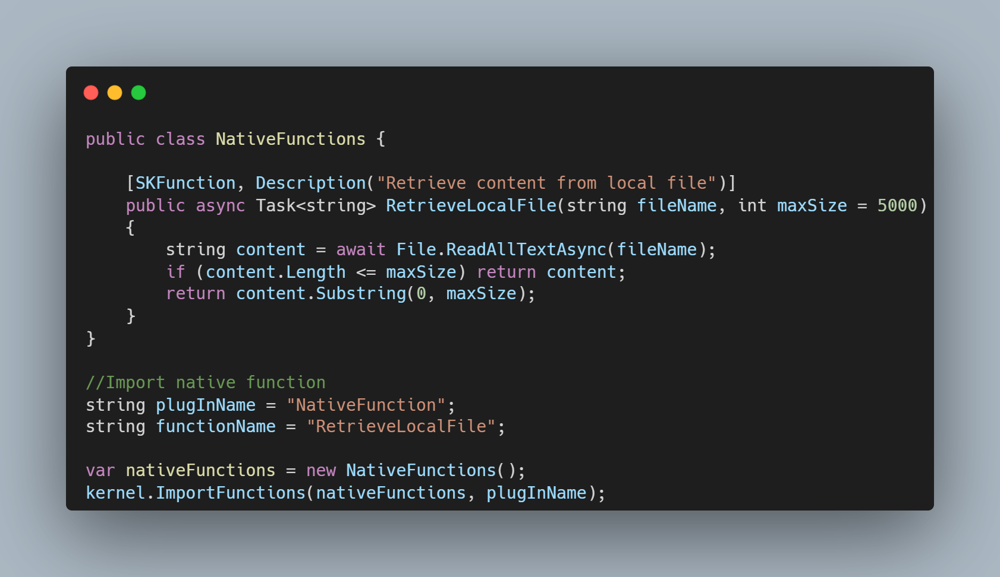 public class NativeFunctions {
[SKFunction, Description("Retrieve content from local file")]
public async Task<string> RetrieveLocalFile(string fileName, int maxSize = 5000)
{
string content = await File.ReadAllTextAsync(fileName);
if (content.Length <= maxSize) return content;
return content.Substring(0, maxSize);
}
}
//Import native function
string plugInName = "NativeFunction";
string functionName = "RetrieveLocalFile";
var nativeFunctions = new NativeFunctions();
kernel.ImportFunctions(nativeFunctions, plugInName);